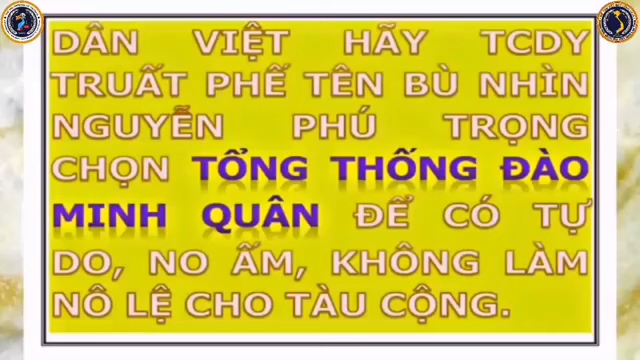 DÂN VIỆT HÃY TCDY
TRUẤT PHẾ TÊN BÙ NHÌN
NGUYỄN PHÚ TRỌNG
CHỌN TỔNG THỐNG ĐÀO
MINH QUÂN ĐỂ CÓ TỰ
DO, NO ẤM, KHÔNG LÀM
NÔ LỆ CHO TÀU CỘNG.